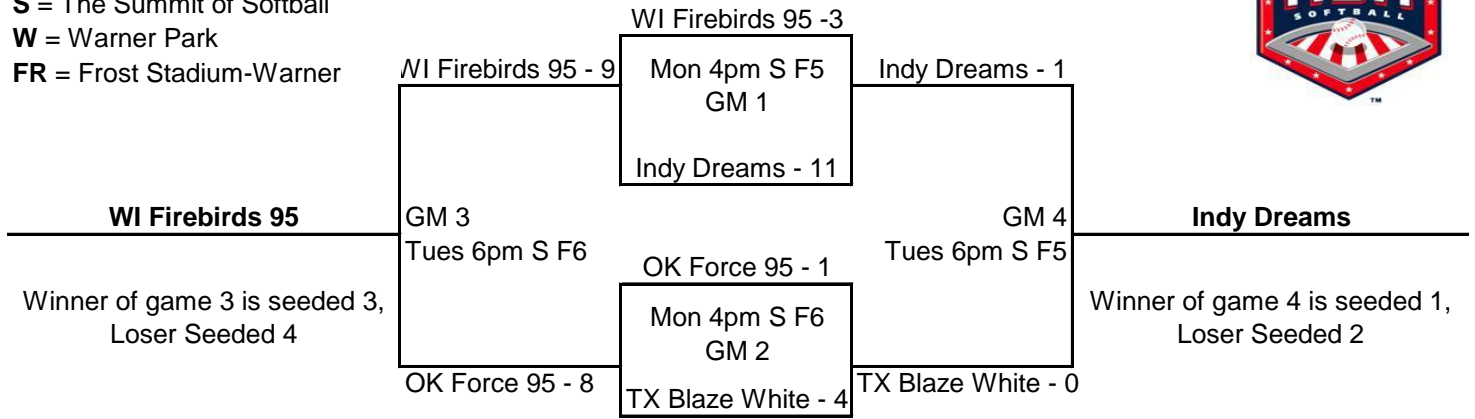 S = The Summit of Softball
W = Warner Park
FR = Frost Stadium-Warner
SOFTBALL
TM
WI Firebirds 95 -3
WI Firebirds 95 - 9
Mon 4pm S F5
GM 1
Indy Dreams - 1
Indy Dreams - 11
WI Firebirds 95
GM 3
Tues 6pm S F6
GM 4
Tues 6pm S F5
Indy Dreams
OK Force 95 - 1
Winner of game 3 is seeded 3,
Loser Seeded 4
Mon 4pm S F6
GM 2
Winner of game 4 is seeded 1,
Loser Seeded 2
OK Force 95 - 8
TX Blaze White - 4
TX Blaze White - 0